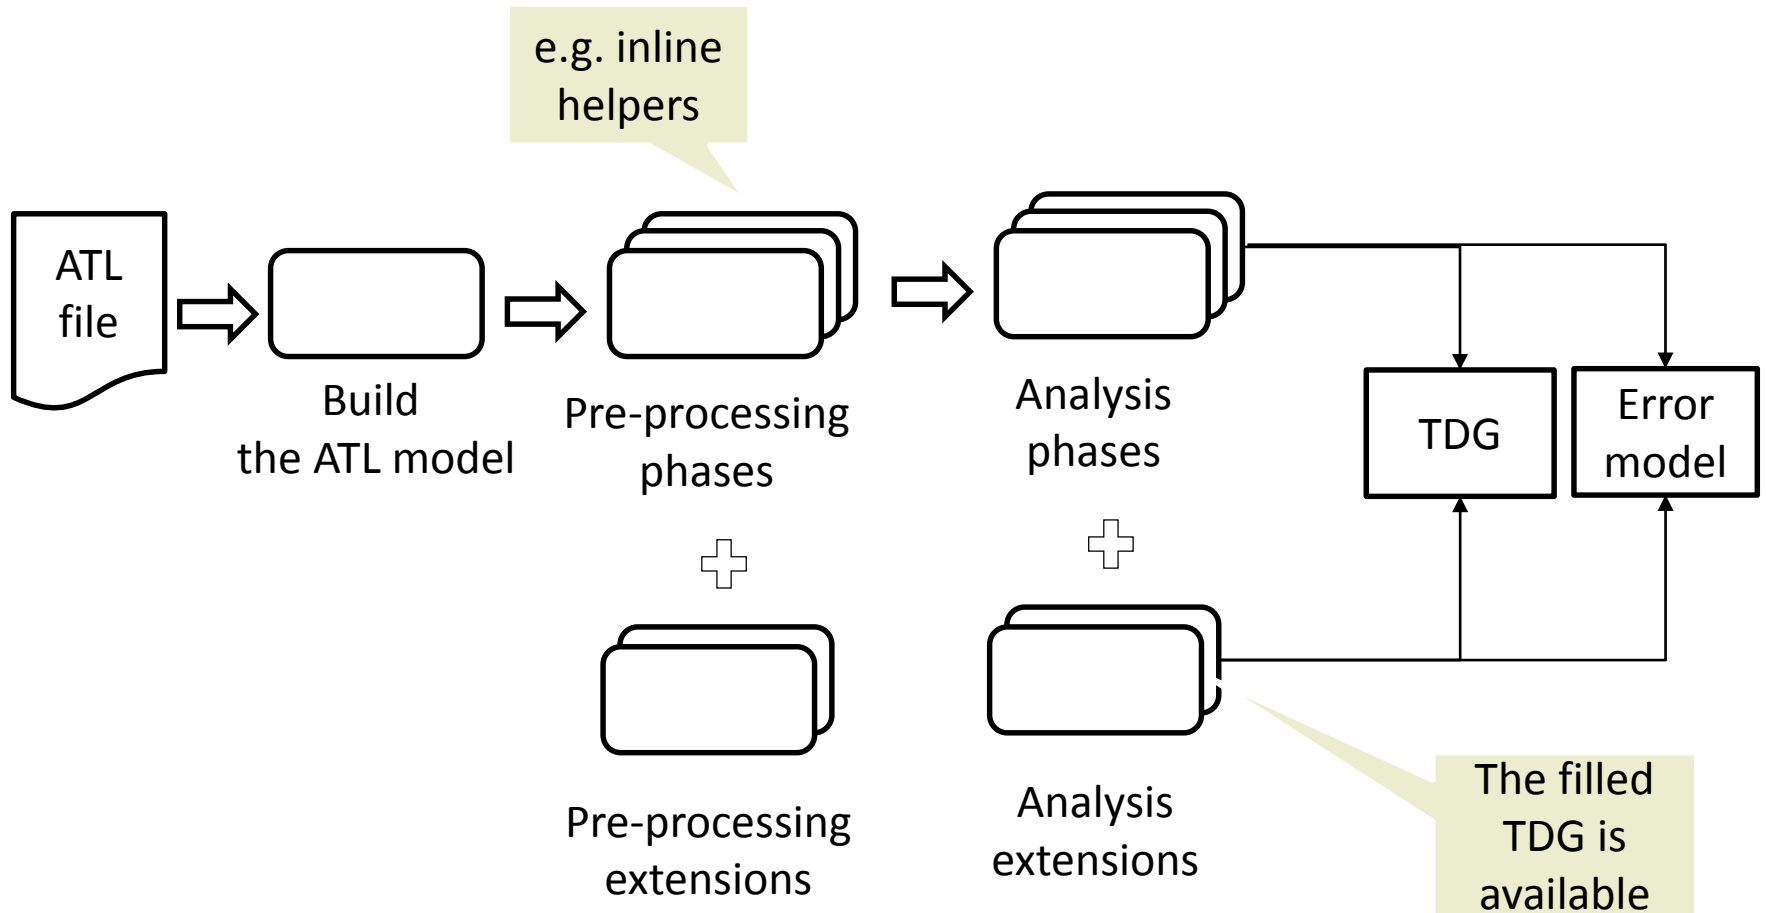 e.g. inline
helpers
ATL
file
Build
the ATL model
Pre-processing
phases
Analysis
phases
TDG
Error
model
Pre-processing
extensions
Analysis
extensions
The filled
TDG is
available